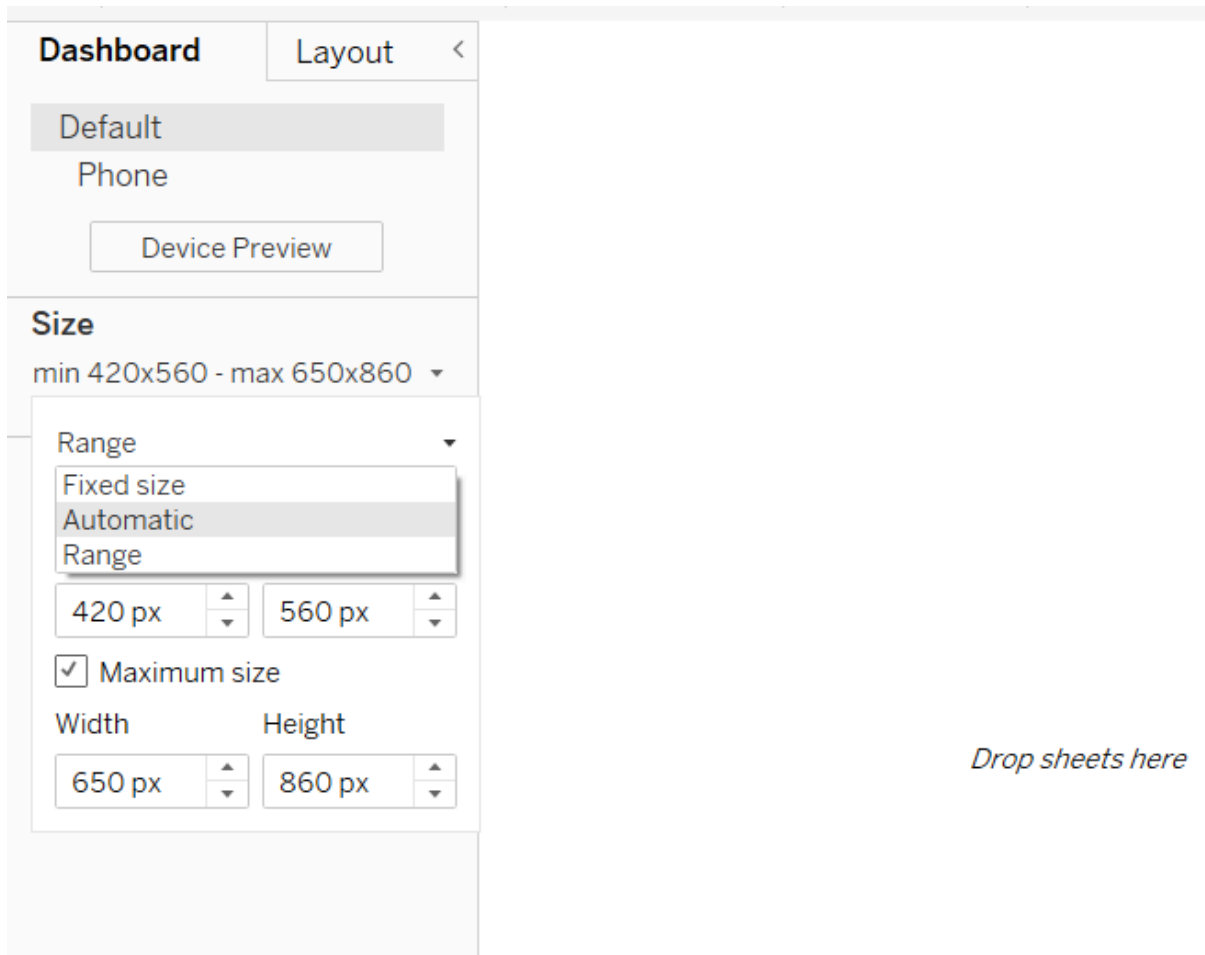 Dashboard Layout <
Default
Phone
Device Preview
Size
min 420x560 - max 650x860
Range
Fixed size
Automatic
Range
420 px 560 px
Maximum size
Width Height
650 px 860 px
Drop sheets here